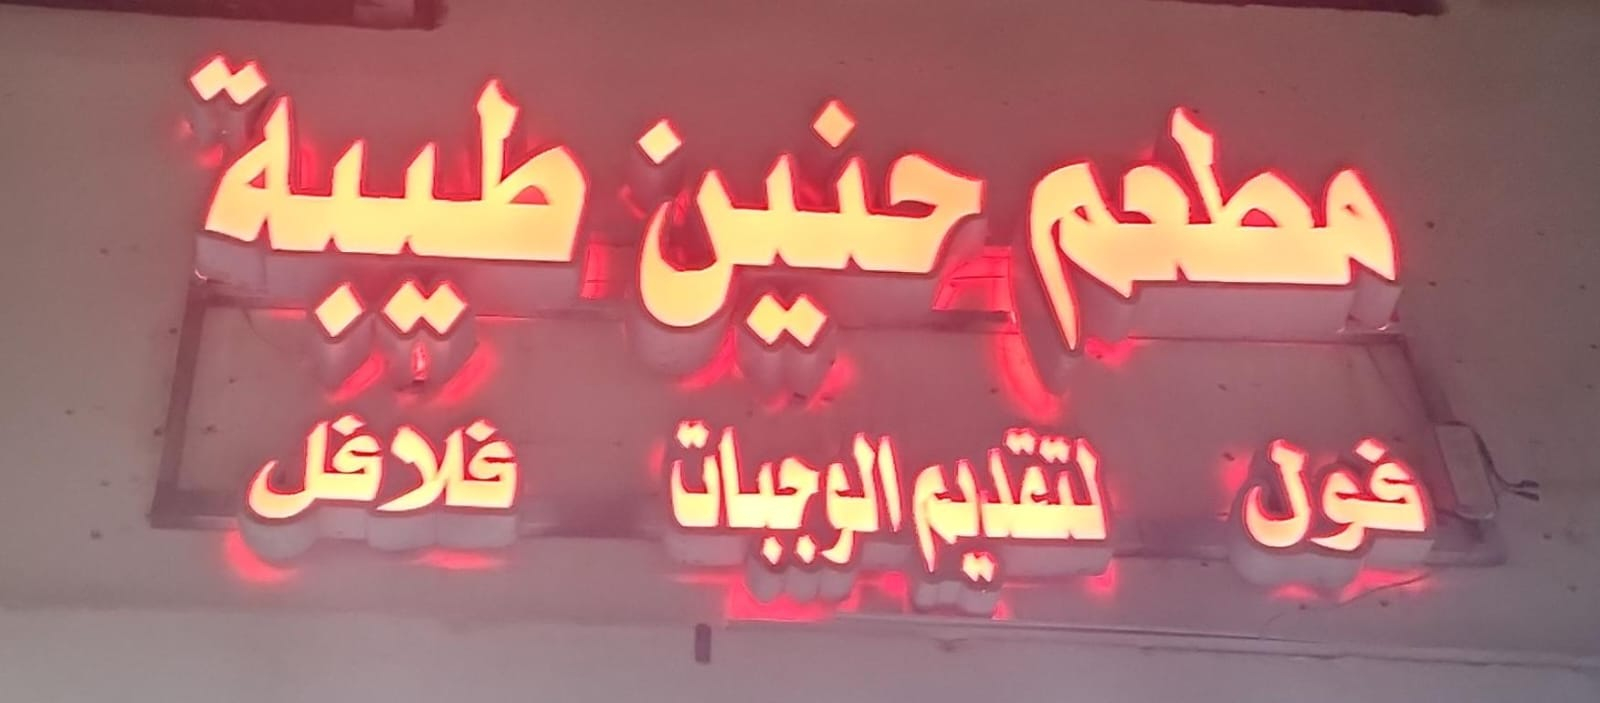 مطعم حنين طيبة
فول لتقديم الوجبات فلافل